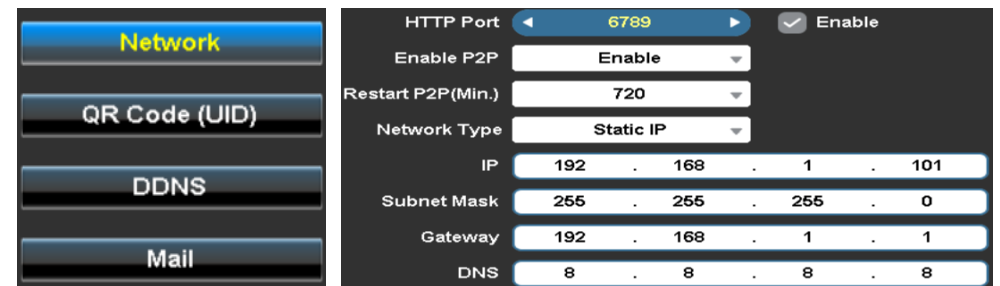 Network
QR Code (UID)
DDNS
Mail
HTTP Port 6789 Enable
Enable P2P Enable
Restart P2P(Min.) 720
Network Type Static IP
IP 192 . 168 . 1 . 101
Subnet Mask 255 . 255 . 255 . 0
Gateway 192 . 168 . 1 . 1
DNS 8 . 8 . 8 . 8